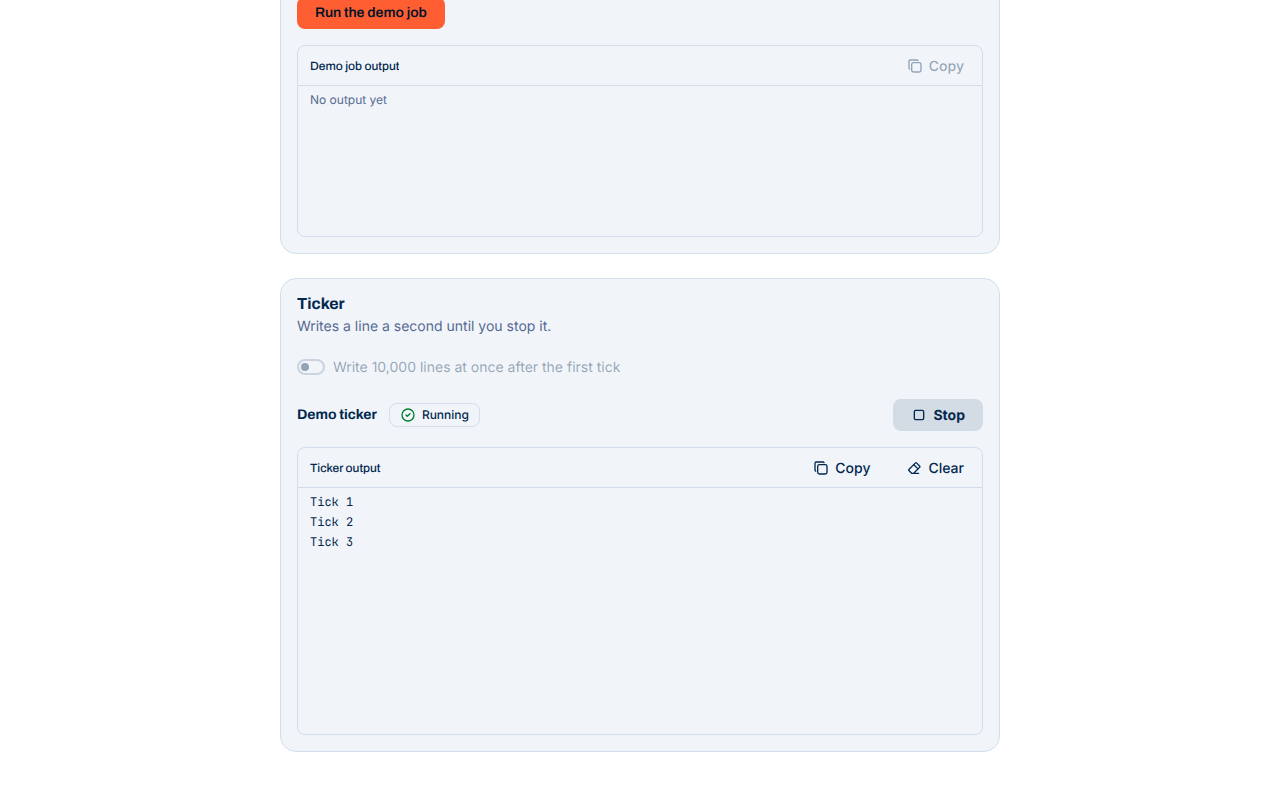 Run the demo job
Demo job output
Copy
No output yet
Ticker
Writes a line a second until you stop it.
Write 10,000 lines at once after the first tick
Demo ticker
Running
Stop
Ticker output
Copy
Clear
Tick 1
Tick 2
Tick 3